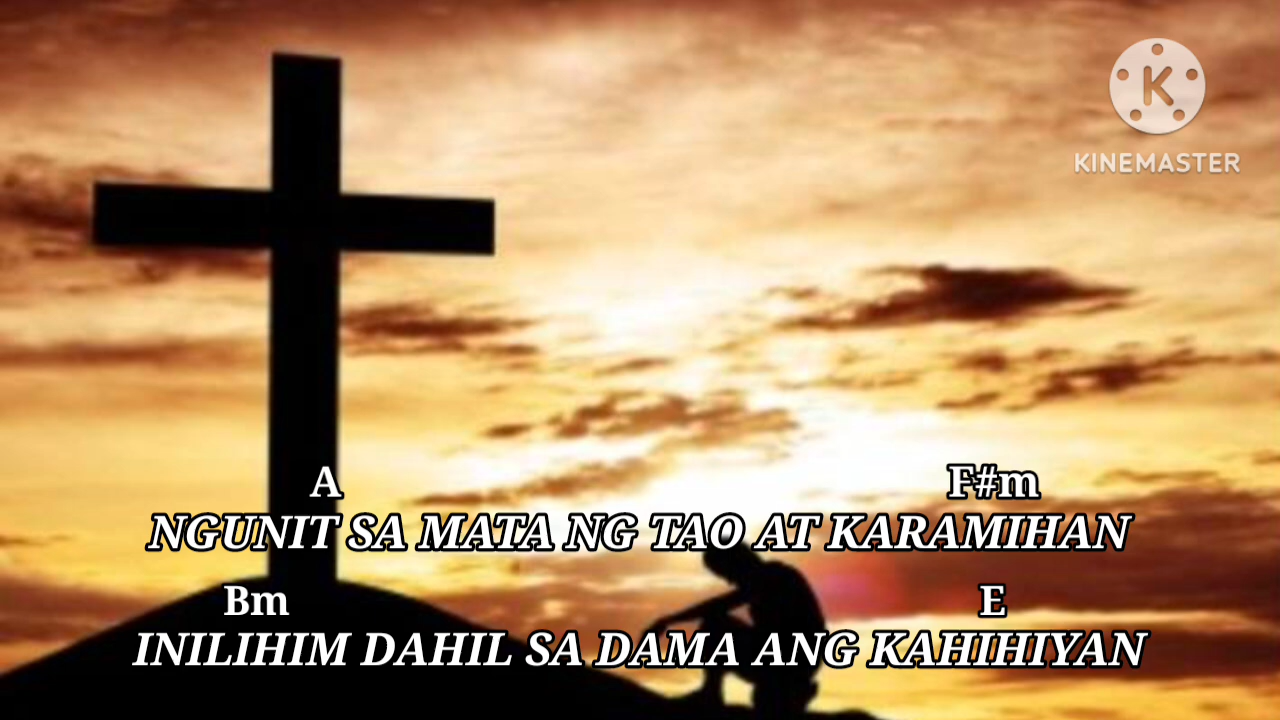 KINEMASTER
A F#m
NGUNIT SA MATA NG TAO AT KARAMIHAN
Bm E
INILIHIM DAHIL SA DAMA ANG KAHIHIYAN